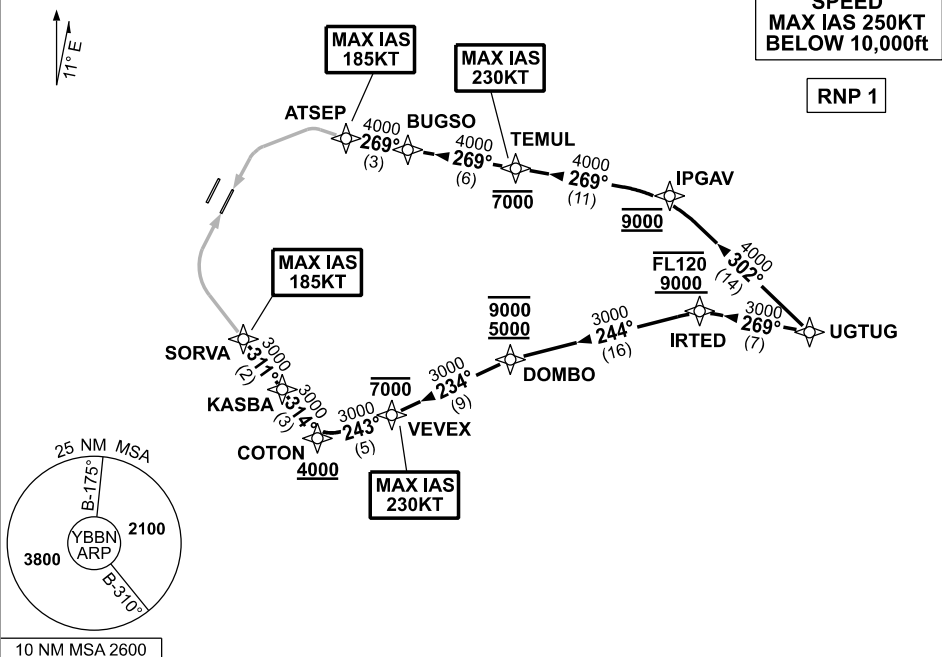 SPEED
MAX IAS 250KT
BELOW 10,000ft
RNP 1
11° E
MAX IAS
185KT
MAX IAS
230KT
ATSEP
4000
269°
(3)
BUGSO
4000
269°
(6)
TEMUL
7000
4000
269°
(11)
IPGAV
9000
4000
302°
(14)
UGTUG
FL120
9000
IRTED
3000
269°
(7)
3000
244°
(16)
9000
5000
DOMBO
3000
234°
(9)
7000
VEVEX
MAX IAS
230KT
3000
243°
(5)
COTON
4000
3000
314°
(3)
KASBA
3000
311°
(2)
SORVA
MAX IAS
185KT
25 NM MSA
B-175°
2100
YBBN
ARP
3800
B-310°
10 NM MSA 2600